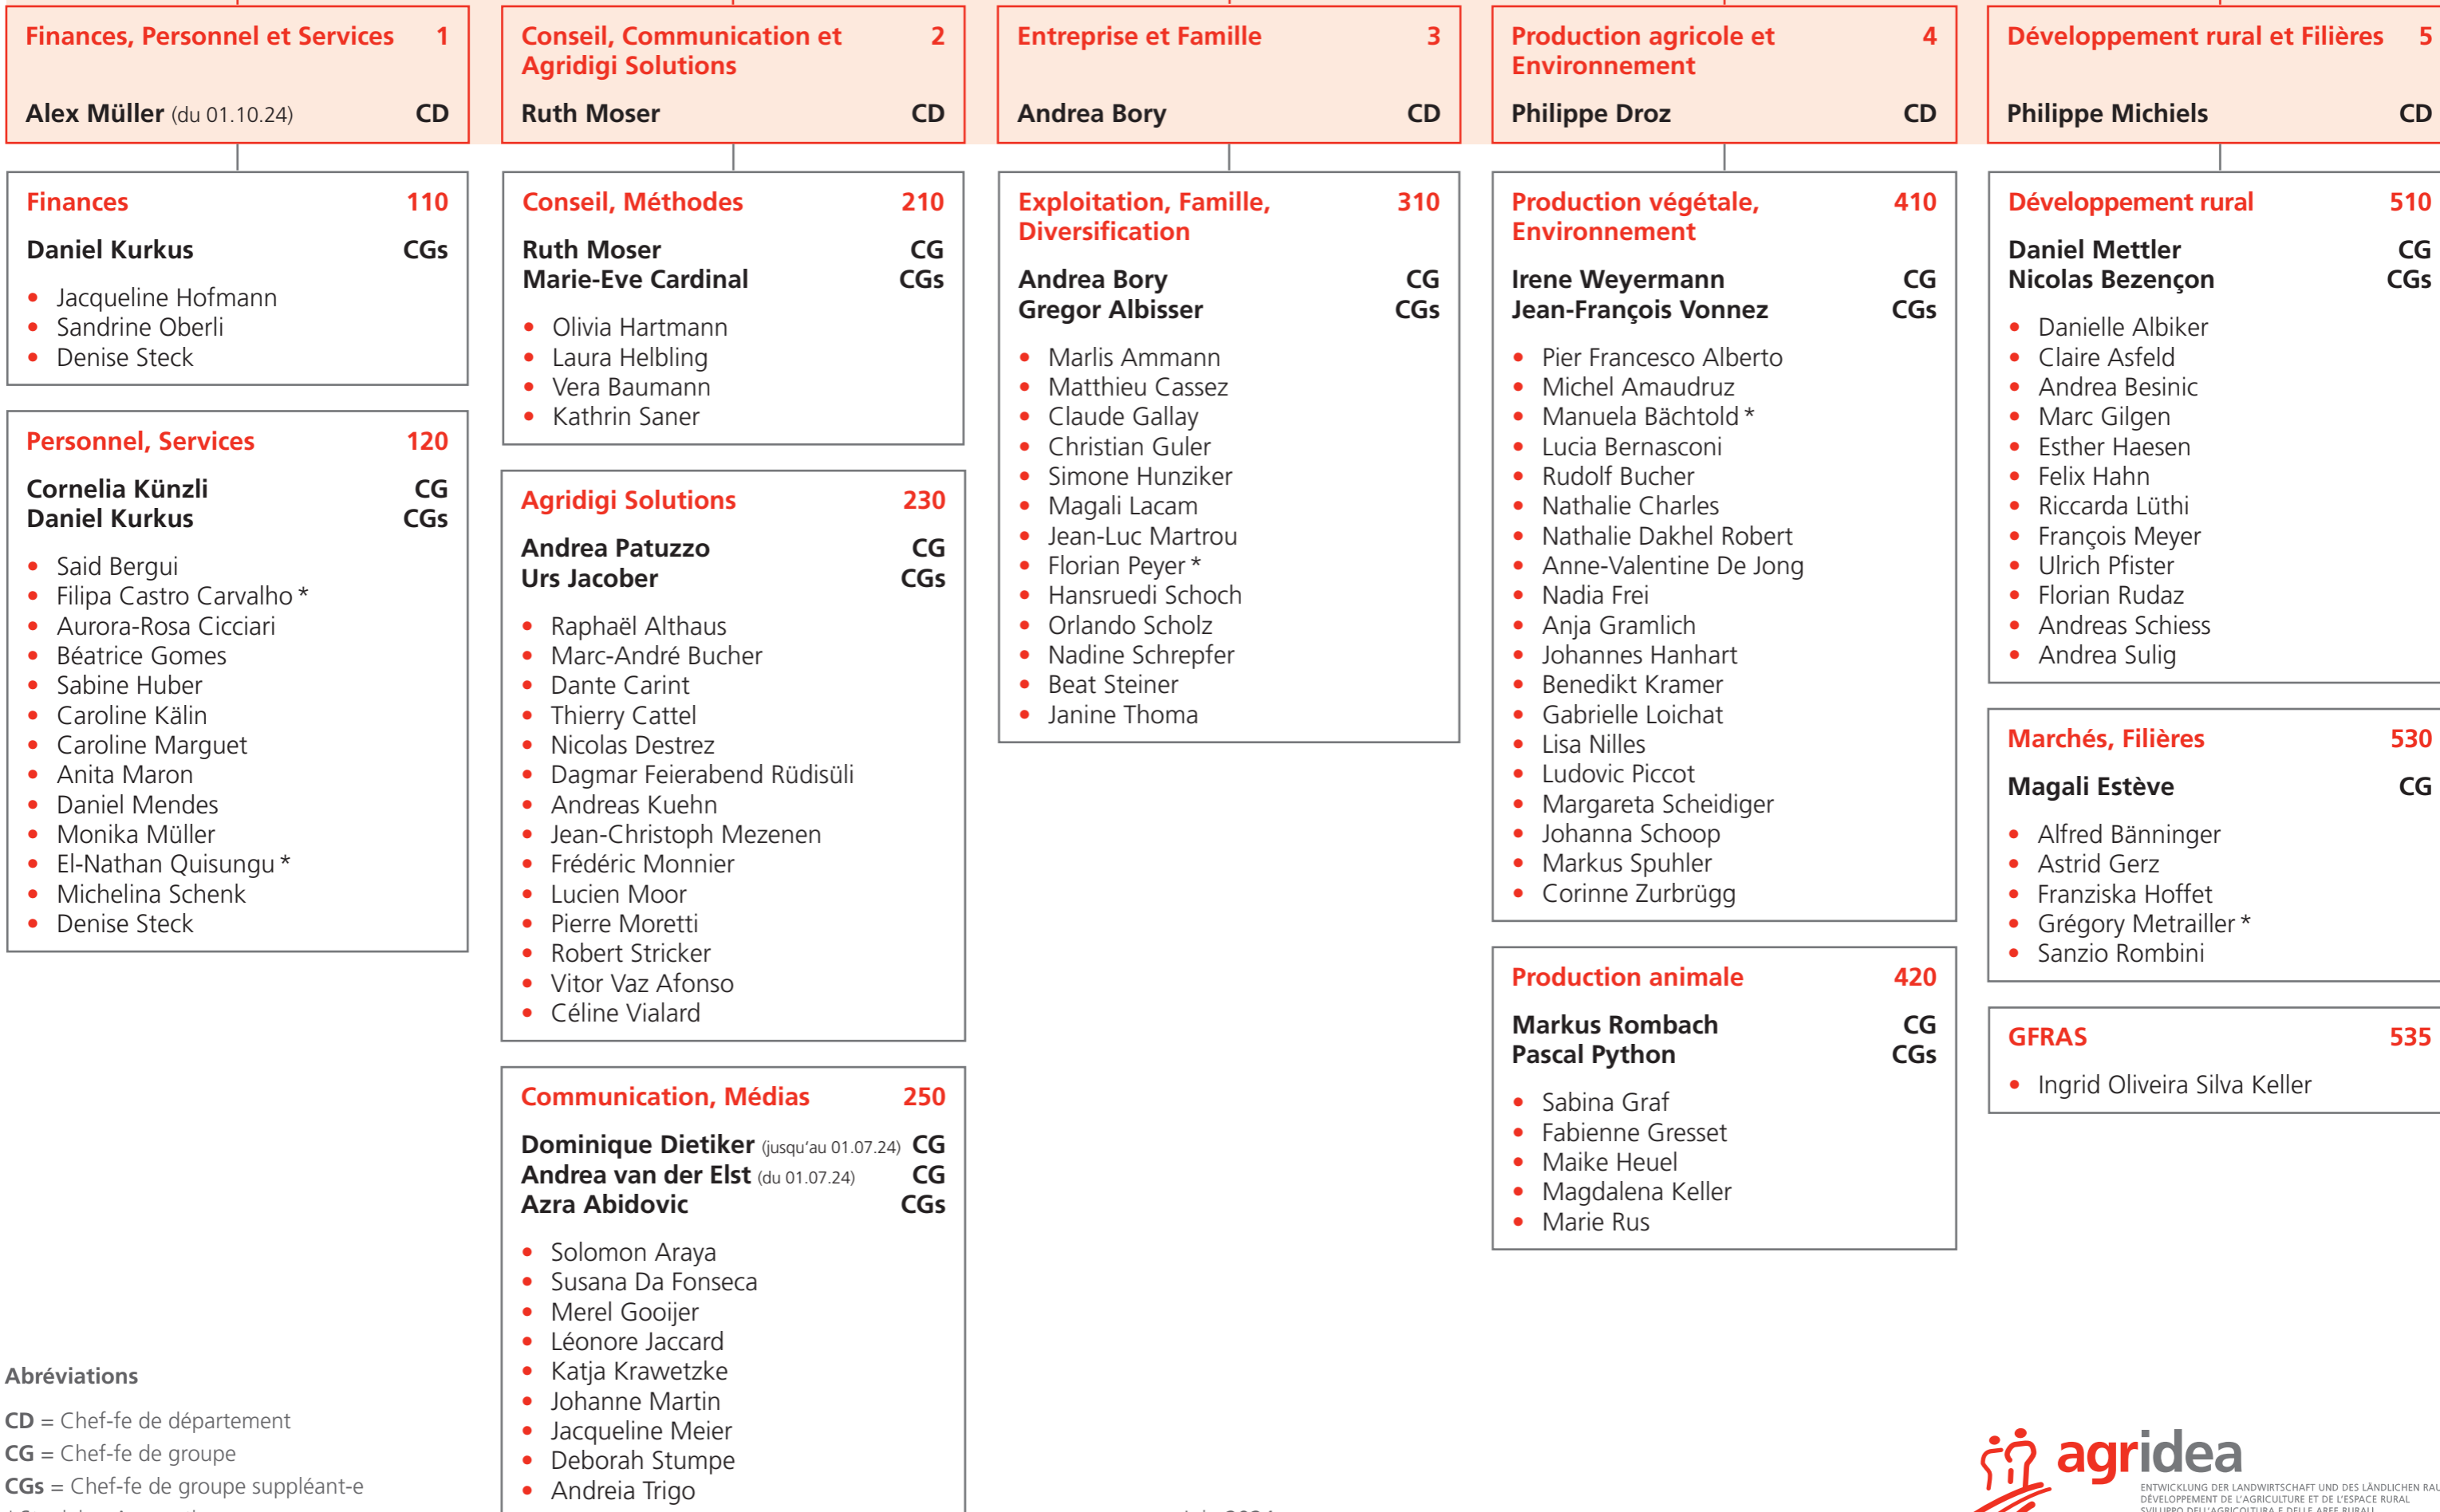 Finances, Personnel et Services 1
Alex Müller (du 01.10.24) CD
Finances 110
Daniel Kurkus CGs
• Jacqueline Hofmann
• Sandrine Oberli
• Denise Steck
Personnel, Services 120
Cornelia Künzli CG
Daniel Kurkus CGs
• Said Bergui
• Filipa Castro Carvalho *
• Aurora-Rosa Cicciari
• Béatrice Gomes
• Sabine Huber
• Caroline Kälin
• Caroline Marguet
• Anita Maron
• Daniel Mendes
• Monika Müller
• El-Nathan Quisungu *
• Michelina Schenk
• Denise Steck
Conseil, Communication et 2
Agridigi Solutions
Ruth Moser CD
Conseil, Méthodes 210
Ruth Moser CG
Marie-Eve Cardinal CGs
• Olivia Hartmann
• Laura Helbling
• Vera Baumann
• Kathrin Saner
Agridigi Solutions 230
Andrea Patuzzo CG
Urs Jacober CGs
• Raphaël Althaus
• Marc-André Bucher
• Dante Carint
• Thierry Cattel
• Nicolas Destrez
• Dagmar Feierabend Rüdisüli
• Andreas Kuehn
• Jean-Christoph Mezenen
• Frédéric Monnier
• Lucien Moor
• Pierre Moretti
• Robert Stricker
• Vitor Vaz Afonso
• Céline Vialard
Communication, Médias 250
Dominique Dietiker (jusqu'au 01.07.24) CG
Andrea van der Elst (du 01.07.24) CG
Azra Abidovic CGs
• Solomon Araya
• Susana Da Fonseca
• Merel Gooijer
• Léonore Jaccard
• Katja Krawetzke
• Johanne Martin
• Jacqueline Meier
• Deborah Stumpe
• Andreia Trigo
Entreprise et Famille 3
Andrea Bory CD
Exploitation, Famille, 310
Diversification
Andrea Bory CG
Gregor Albisser CGs
• Marlis Ammann
• Matthieu Cassez
• Claude Gallay
• Christian Guler
• Simone Hunziker
• Magali Lacam
• Jean-Luc Martrou
• Florian Peyer *
• Hansruedi Schoch
• Orlando Scholz
• Nadine Schrepfer
• Beat Steiner
• Janine Thoma
Production agricole et 4
Environnement
Philippe Droz CD
Production végétale, 410
Environnement
Irene Weyermann CG
Jean-François Vonnez CGs
• Pier Francesco Alberto
• Michel Amaudruz
• Manuela Bächtold *
• Lucia Bernasconi
• Rudolf Bucher
• Nathalie Charles
• Nathalie Dakhel Robert
• Anne-Valentine De Jong
• Nadia Frei
• Anja Gramlich
• Johannes Hanhart
• Benedikt Kramer
• Gabrielle Loichat
• Lisa Nilles
• Ludovic Piccot
• Margareta Scheidiger
• Johanna Schoop
• Markus Spuhler
• Corinne Zurbrügg
Production animale 420
Markus Rombach CG
Pascal Python CGs
• Sabina Graf
• Fabienne Gresset
• Maike Heuel
• Magdalena Keller
• Marie Rus
Développement rural et Filières 5
Philippe Michiels CD
Développement rural 510
Daniel Mettler CG
Nicolas Bezençon CGs
• Danielle Albiker
• Claire Asfeld
• Andrea Besinic
• Marc Gilgen
• Esther Haesen
• Felix Hahn
• Riccarda Lüthi
• François Meyer
• Ulrich Pfister
• Florian Rudaz
• Andreas Schiess
• Andrea Sulig
Marchés, Filières 530
Magali Estève CG
• Alfred Bänninger
• Astrid Gerz
• Franziska Hoffet
• Grégory Metrailler *
• Sanzio Rombini
GFRAS 535
• Ingrid Oliveira Silva Keller
Abréviations
CD = Chef-fe de département
CG = Chef-fe de groupe
CGs = Chef-fe de groupe suppléant-e
agridea
ENTWICKLUNG DER LANDWIRTSCHAFT UND DES LÄNDLICHEN
DÉVELOPPEMENT DE L'AGRICULTURE ET DE L'ESPACE RURAL
SVILUPPO DELL'AGRICOLTURA E DELLE AREE RURALI